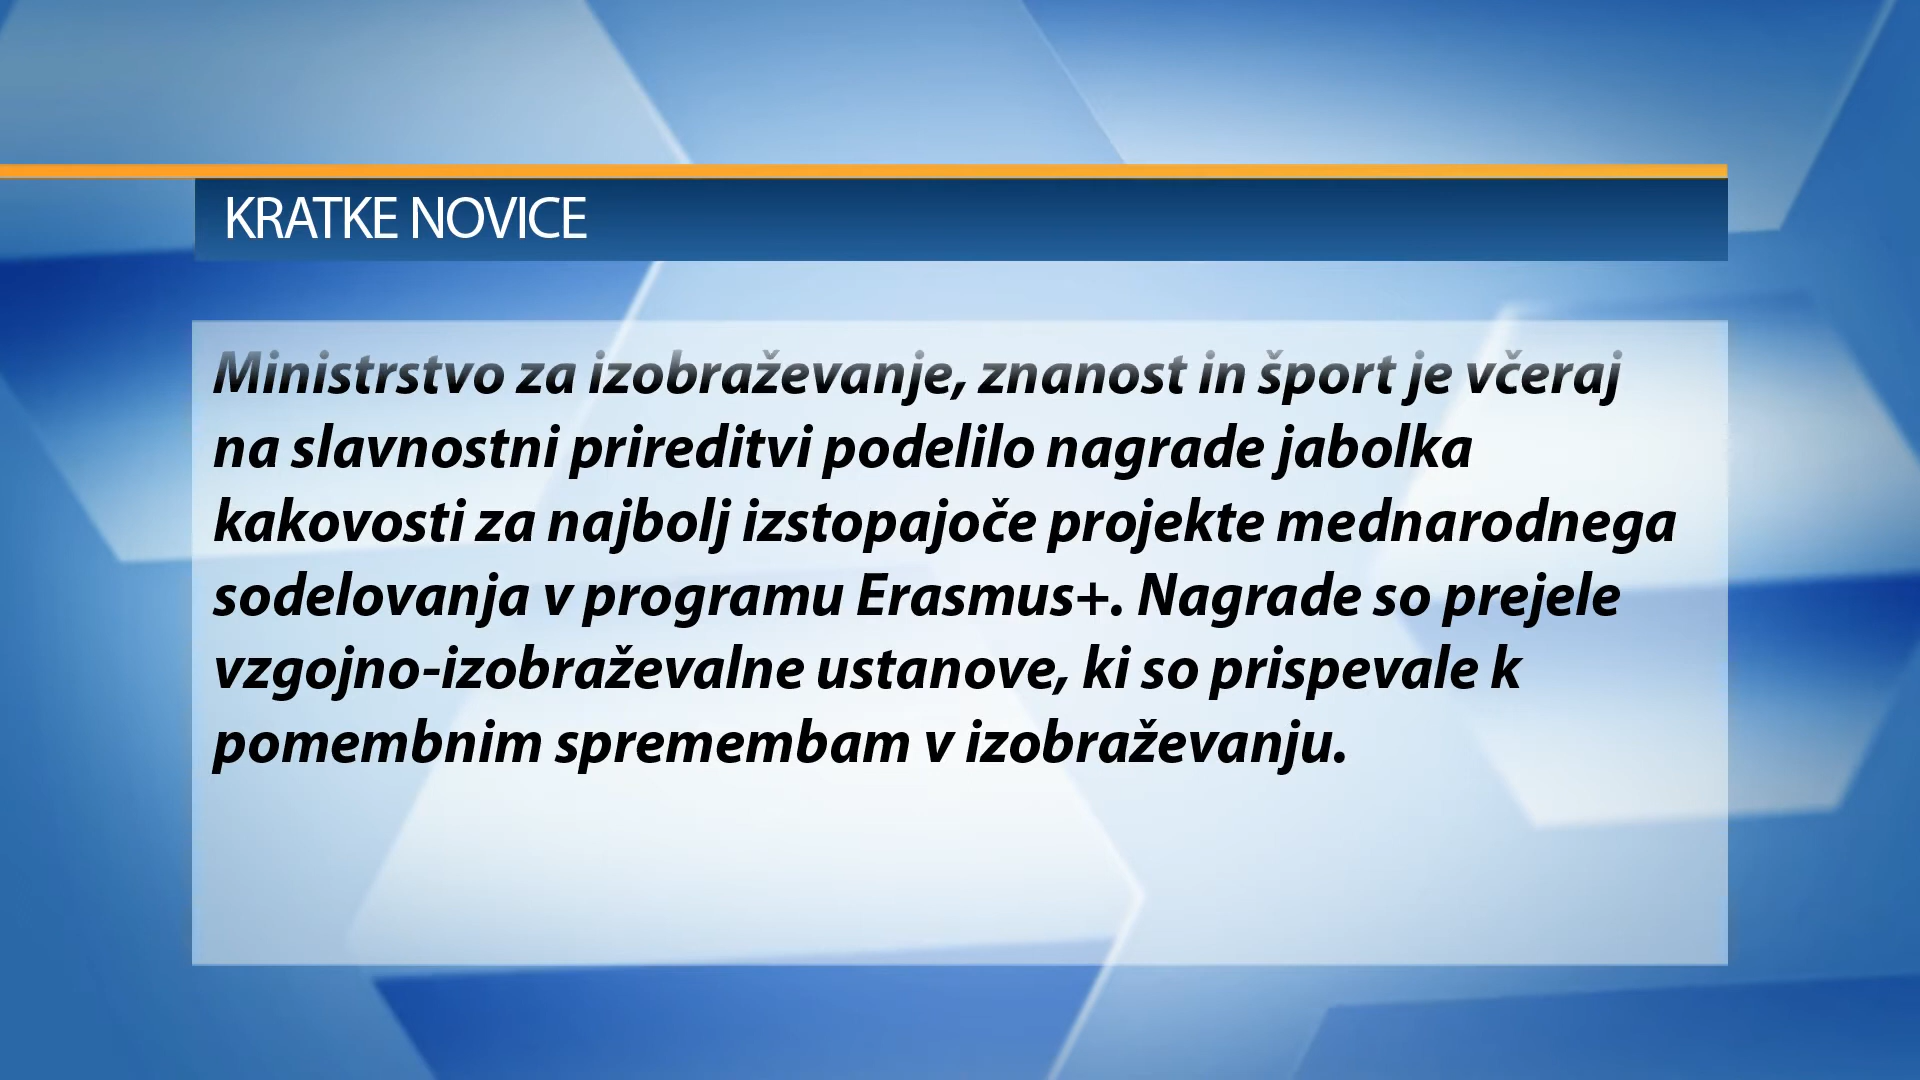 KRATKE NOVICE
Ministrstvo za izobraževanje, znanost in šport je včeraj
na slavnostni prireditvi podelilo nagrade jabolka
kakovosti za najbolj izstopajoče projekte mednarodnega
sodelovanja v programu Erasmus+. Nagrade so prejele
vzgojno-izobraževalne ustanove, ki so prispevale k
pomembnim spremembam v izobraževanju.